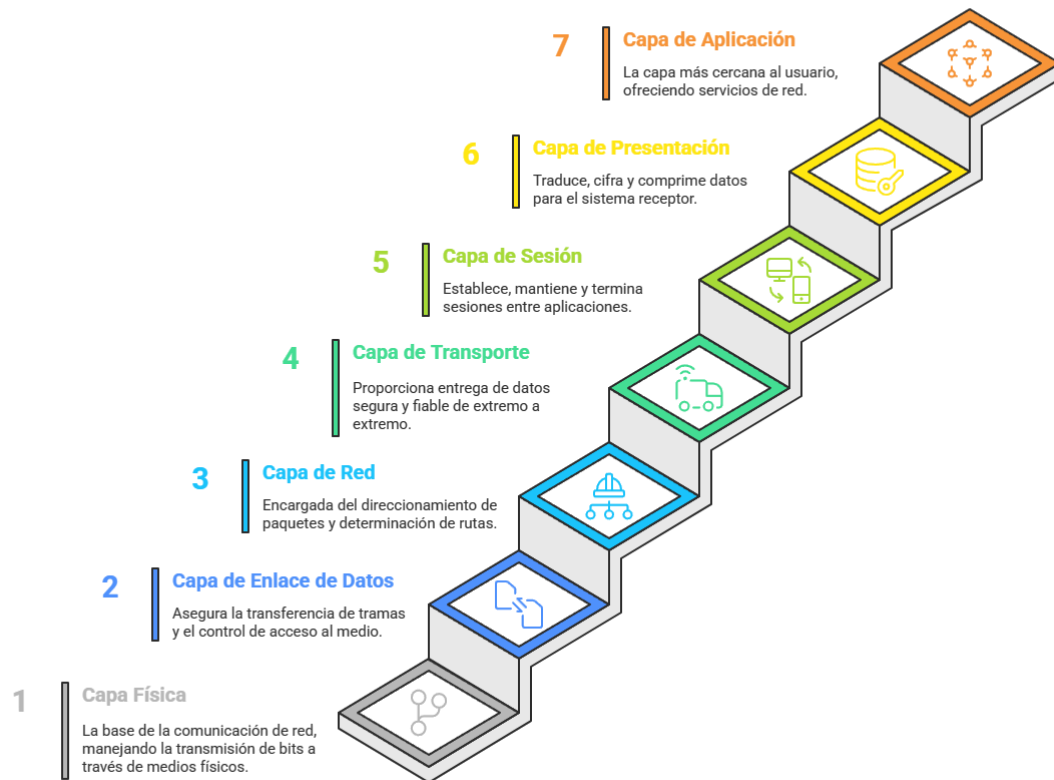 7
Capa de Aplicación
La capa más cercana al usuario,
ofreciendo servicios de red.
6
Capa de Presentación
Traduce, cifra y comprime datos
para el sistema receptor.
5
Capa de Sesión
Establece, mantiene y termina
sesiones entre aplicaciones.
4
Capa de Transporte
Proporciona entrega de datos
segura y fiable de extremo a
extremo.
3
Capa de Red
Encargada del direccionamiento de
paquetes y determinación de rutas.
2
Capa de Enlace de Datos
Asegura la transferencia de tramas
y el control de acceso al medio.
1
Capa Física
La base de la comunicación de red,
manejando la transmisión de bits a
través de medios físicos.